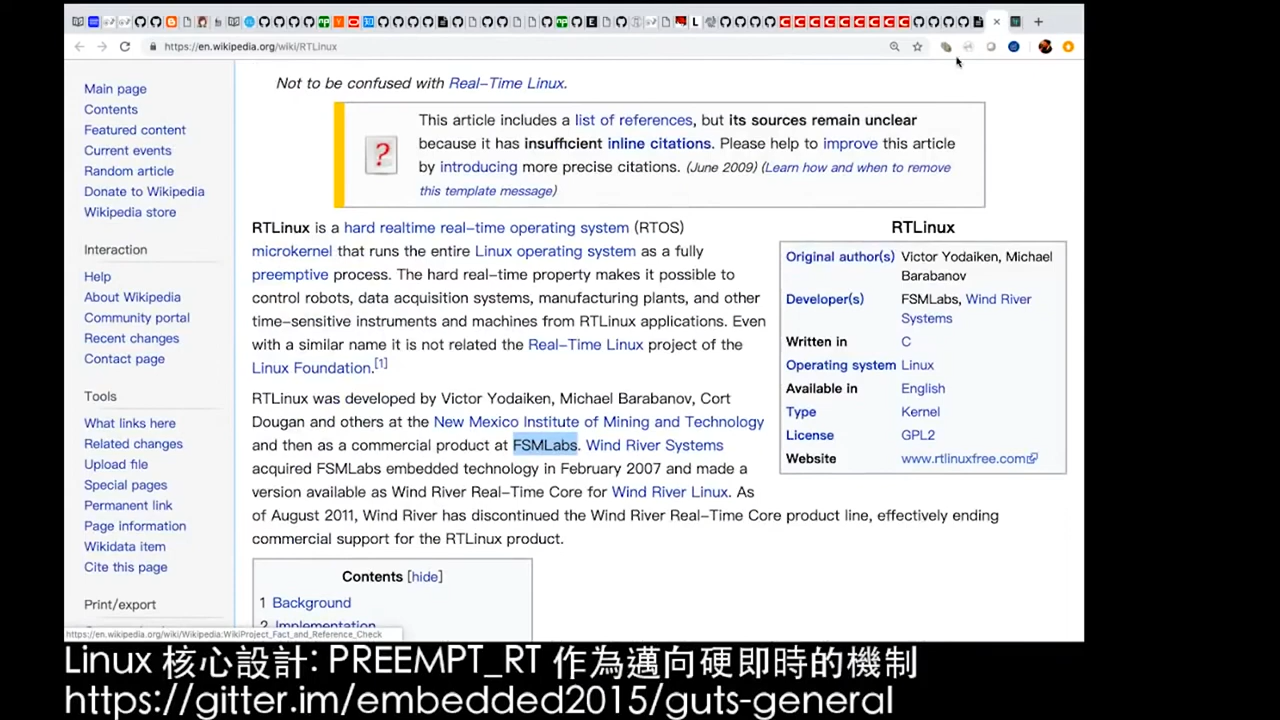 https://en.wikipedia.org/wiki/RTLinux
Main page
Contents
Featured content
Current events
Random article
Donate to Wikipedia
Wikipedia store
Interaction
Help
About Wikipedia
Community portal
Recent changes
Contact page
Tools
What links here
Related changes
Upload file
Special pages
Permanent link
Page information
Wikidata item
Cite this page
Print/export
Not to be confused with Real-Time Linux.
?
This article includes a list of references, but its sources remain unclear
because it has insufficient inline citations. Please help to improve this article
by introducing more precise citations. (June 2009) (Learn how and when to remove
this template message)
RTLinux is a hard realtime real-time operating system (RTOS)
microkernel that runs the entire Linux operating system as a fully
preemptive process. The hard real-time property makes it possible to
control robots, data acquisition systems, manufacturing plants, and other
time-sensitive instruments and machines from RTLinux applications. Even
with a similar name it is not related the Real-Time Linux project of the
Linux Foundation.[1]
RTLinux was developed by Victor Yodaiken, Michael Barabanov, Cort
Dougan and others at the New Mexico Institute of Mining and Technology
and then as a commercial product at FSMLabs. Wind River Systems
acquired FSMLabs embedded technology in February 2007 and made a
version available as Wind River Real-Time Core for Wind River Linux. As
of August 2011, Wind River has discontinued the Wind River Real-Time Core product line, effectively ending
commercial support for the RTLinux product.
RTLinux
Original author(s) Victor Yodaiken, Michael
Barabanov
Developer(s) FSMLabs, Wind River
Systems
Written in C
Operating system Linux
Available in English
Type Kernel
License GPL2
Website www.rtlinuxfree.com
Contents [hide]
1 Background
2 Implementation
https://en.wikipedia.org/wiki/Wikipedia:WikiProject_Fact_and_Reference_Check
Linux 核心設計: PREEMPT_RT 作為邁向硬即時的機制
https://gitter.im/embedded2015/guts-general